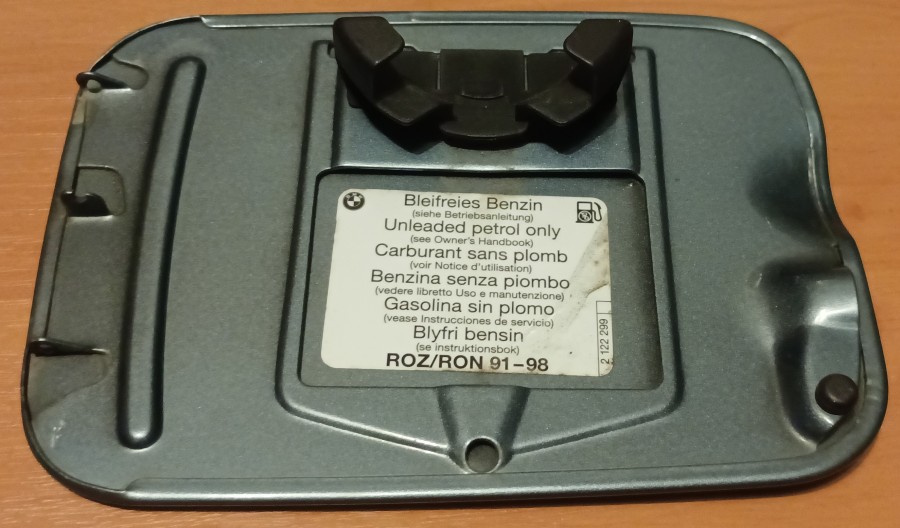 Bleifreies Benzin
(siehe Betriebsanleitung)
Unleaded petrol only
(see Owner's Handbook)
Carburant sans plomb
(voir Notice d'utilisation)
Benzina senza piombo
(vedere libretto Uso e manutenzione)
Gasolina sin plomo
(vease Instrucciones de servicio)
Blyfri bensin
(se instruktionsbok)
ROZ/RON 91–98
2 122 299